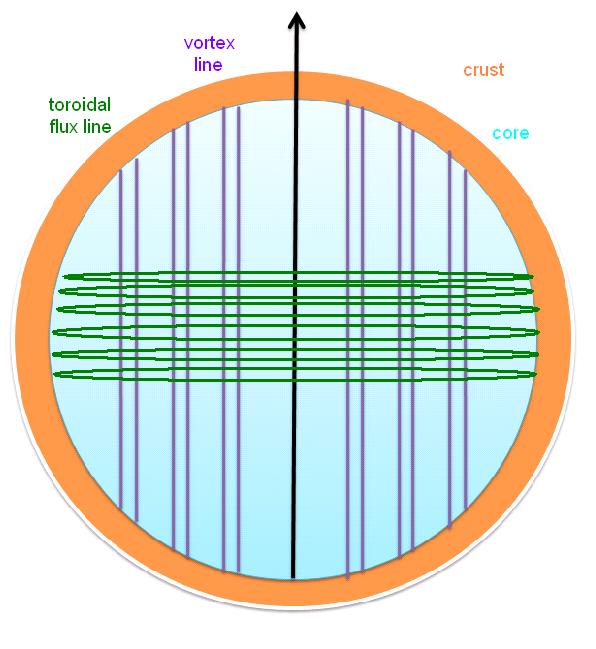 vortex
line
crust
toroidal
flux line
core